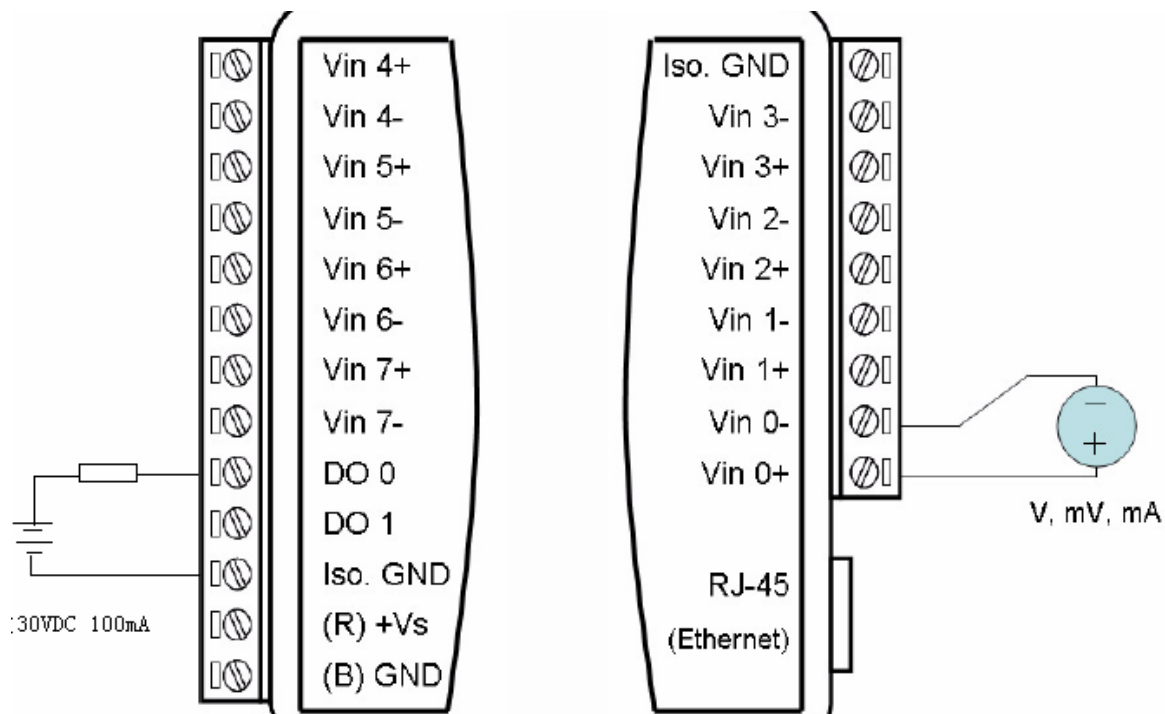 Vin 4+
Vin 4-
Vin 5+
Vin 5-
Vin 6+
Vin 6-
Vin 7+
Vin 7-
DO 0
DO 1
Iso. GND
(R) +Vs
(B) GND
30VDC 100mA
Iso. GND
Vin 3-
Vin 3+
Vin 2-
Vin 2+
Vin 1-
Vin 1+
Vin 0-
Vin 0+
RJ-45
(Ethernet)
−
+
V, mV, mA